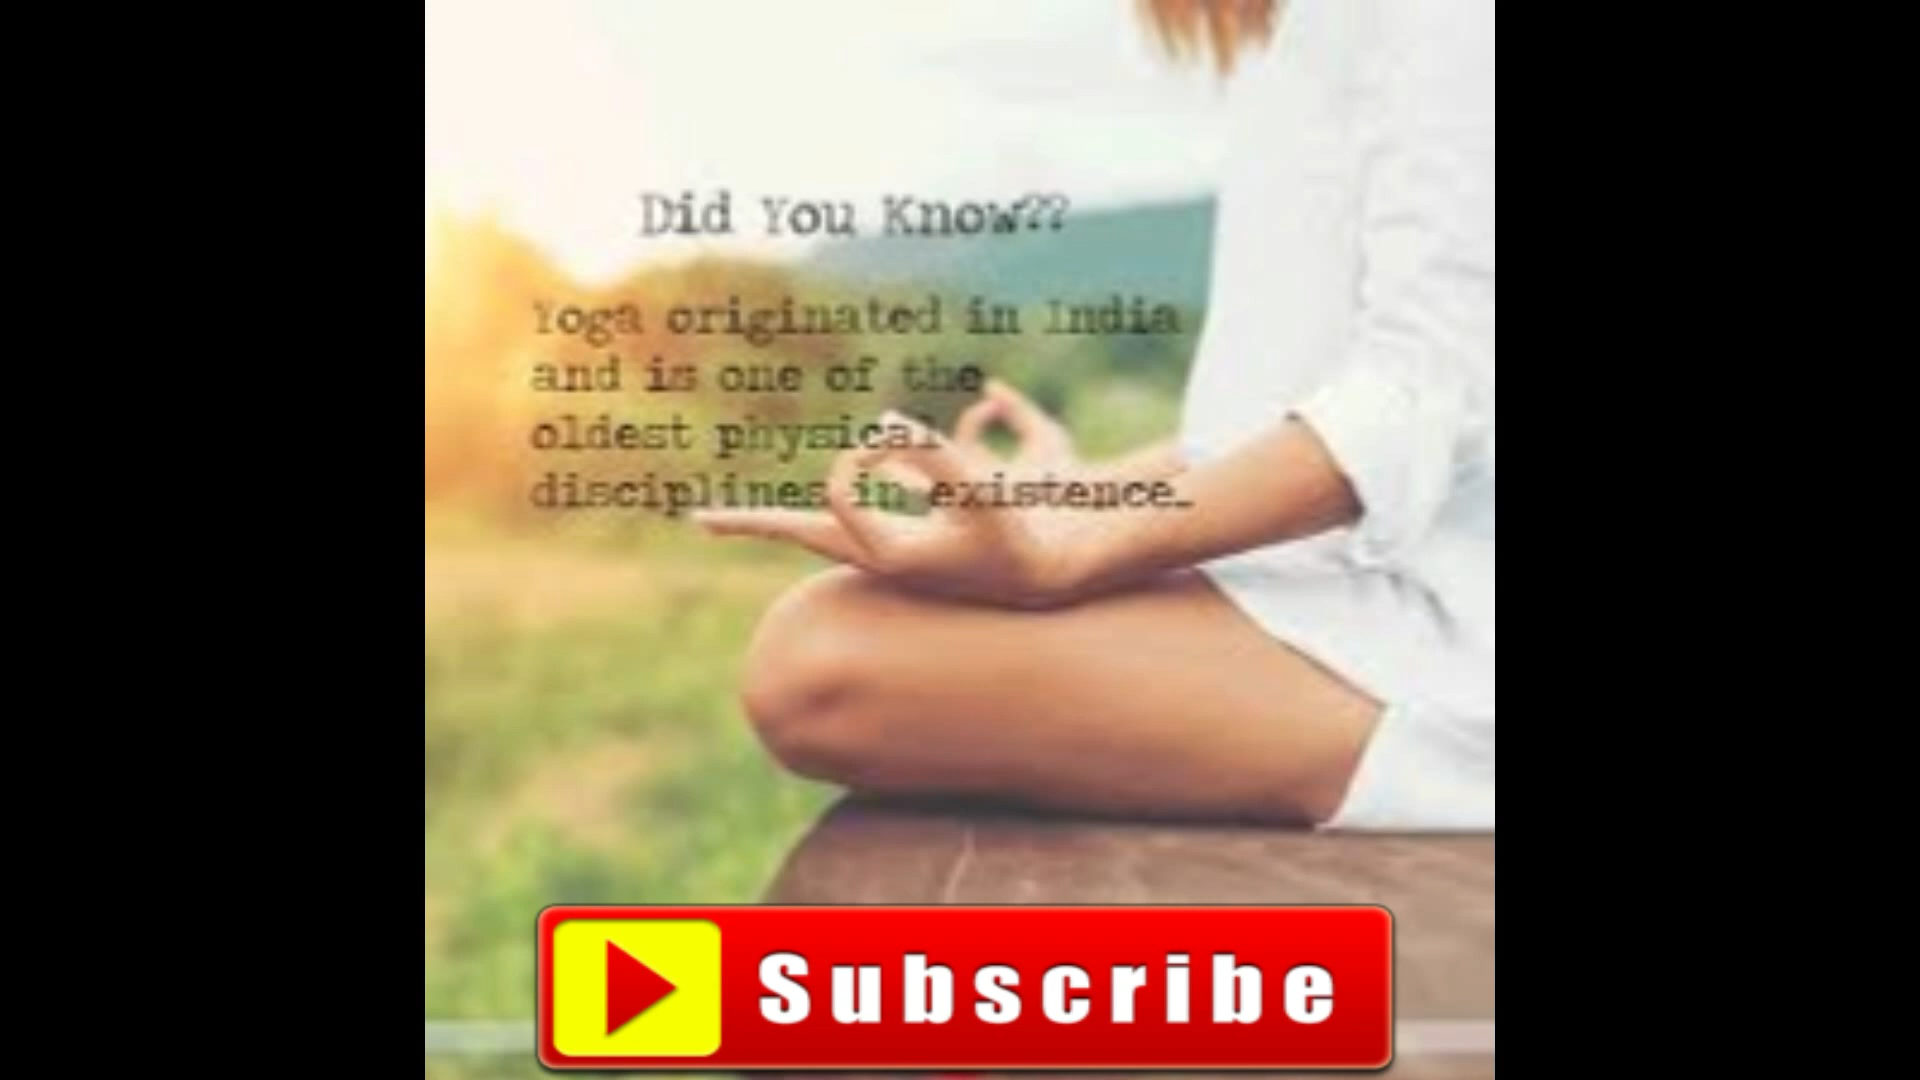 Did You Know??
Yoga originated in India
and is one of the
oldest physical
disciplines in existence.
Subscribe